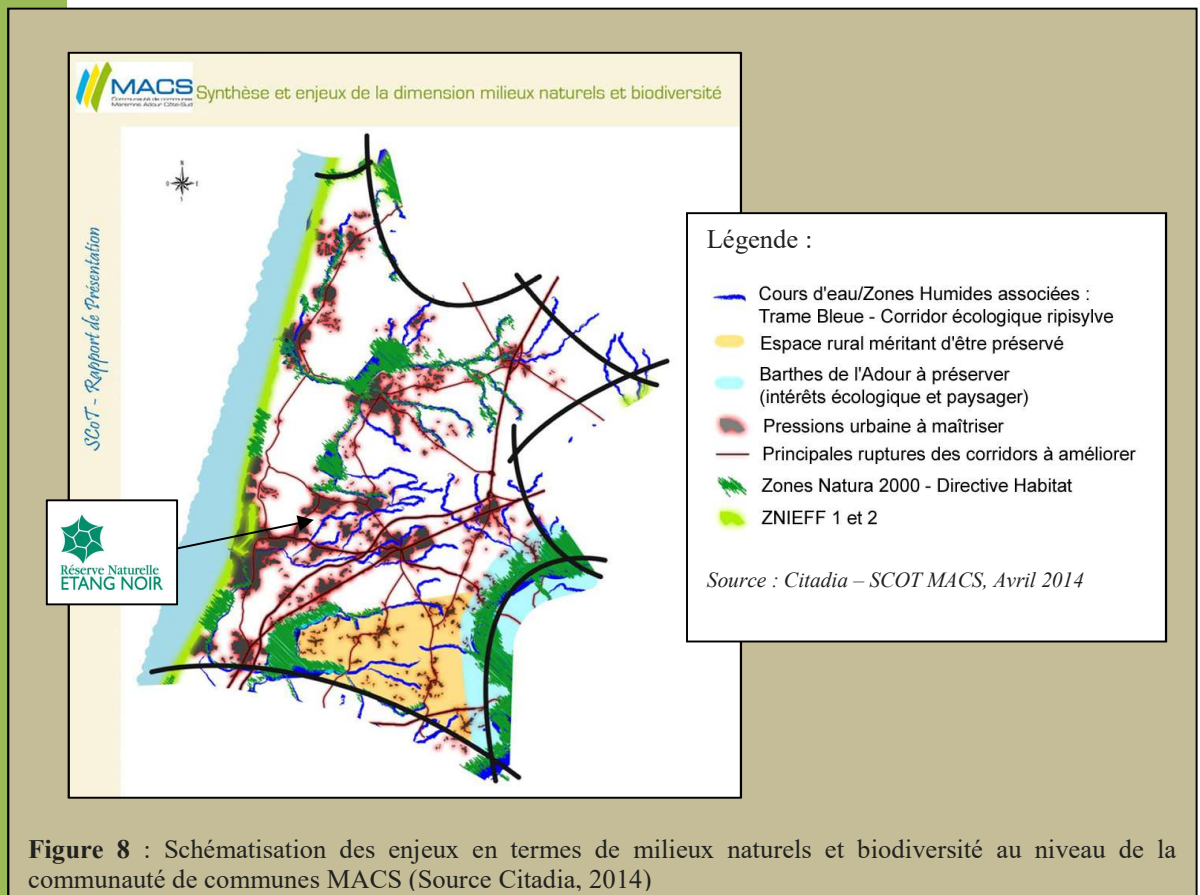 MACS
Communauté de communes
Maremne Adour Côte-Sud
Synthèse et enjeux de la dimension milieux naturels et biodiversité
SCoT - Rapport de Présentation
N
O
E
S
Réserve Naturelle
ETANG NOIR
Légende :
Cours d'eau/Zones Humides associées :
Trame Bleue - Corridor écologique ripisylve
Espace rural méritant d'être préservé
Barthes de l'Adour à préserver
(intérêts écologique et paysager)
Pressions urbaine à maîtriser
Principales ruptures des corridors à améliorer
Zones Natura 2000 - Directive Habitat
ZNIEFF 1 et 2
Source : Citadia – SCOT MACS, Avril 2014
Figure 8 : Schématisation des enjeux en termes de milieux naturels et biodiversité au niveau de la
communauté de communes MACS (Source Citadia, 2014)